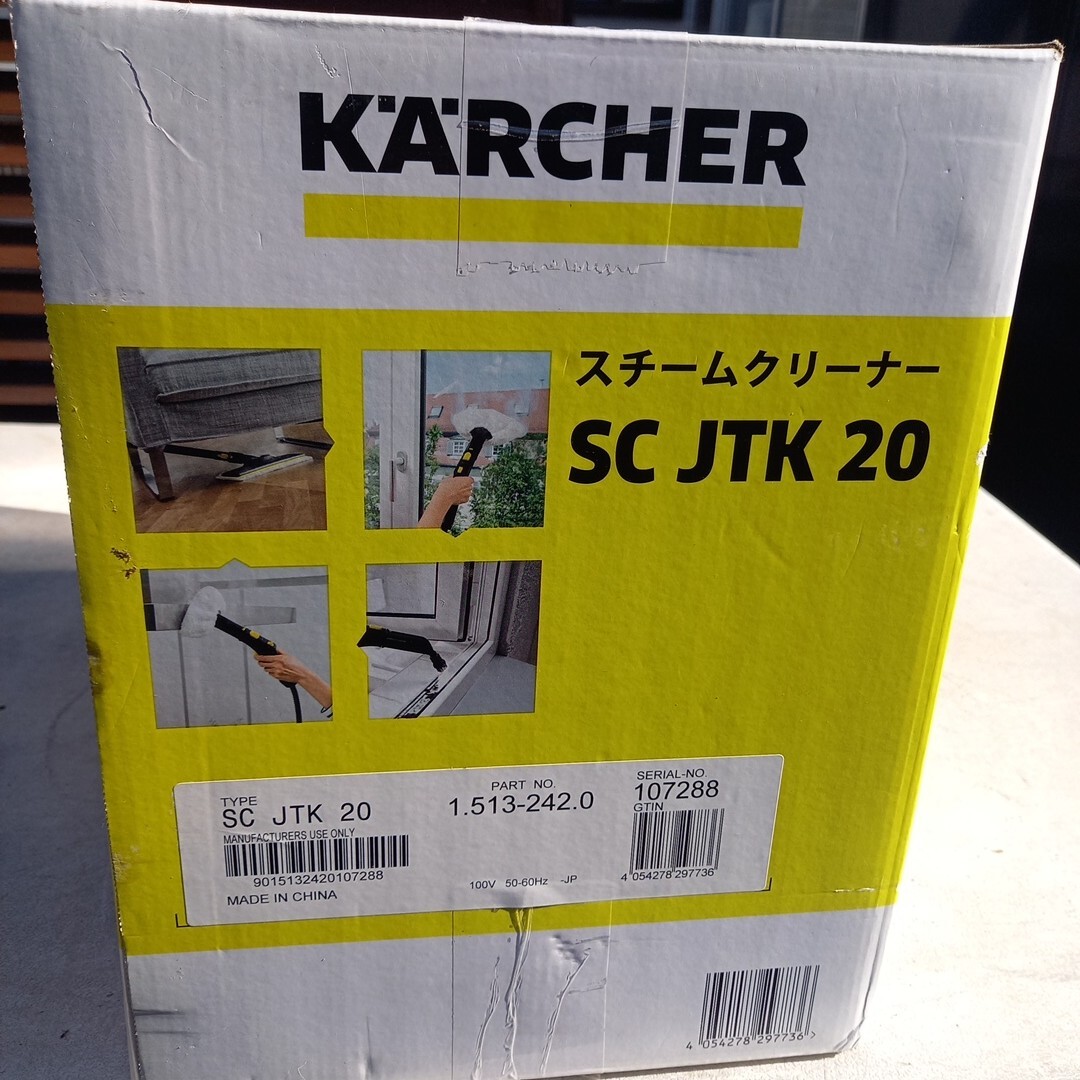 KÄRCHER
スチームクリーナー
SC JTK 20
TYPE
SC JTK 20
MANUFACTURERS USE ONLY
9015132420107288
MADE IN CHINA
PART NO.
1.513-242.0
100V 50-60Hz -JP
SERIAL-NO.
107288
GTIN
4 054278 297736
4 054278 297736 >